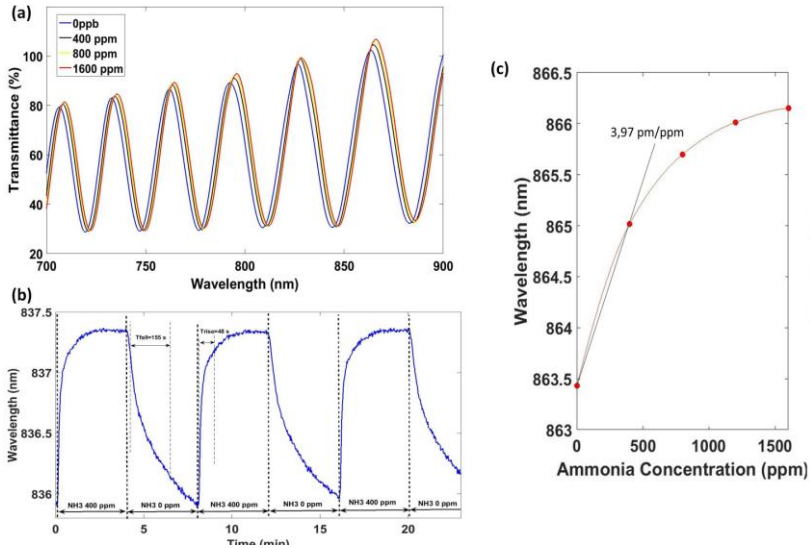 (a)
0ppb
400 ppm
800 ppm
1600 ppm
Transmittance (%)
100
80
60
40
20
700
750
800
850
900
Wavelength (nm)
(b)
837.5
837
836.5
836
Wavelength (nm)
Tfall=155 s
Trise=48 s
NH3 400 ppm
NH3 0 ppm
NH3 400 ppm
NH3 0 ppm
NH3 400 ppm
NH3 0 ppm
0
5
10
15
20
Time (min)
(c)
866.5
866
865.5
865
864.5
864
863.5
863
Wavelength (nm)
3,97 pm/ppm
0
500
1000
1500
Ammonia Concentration (ppm)